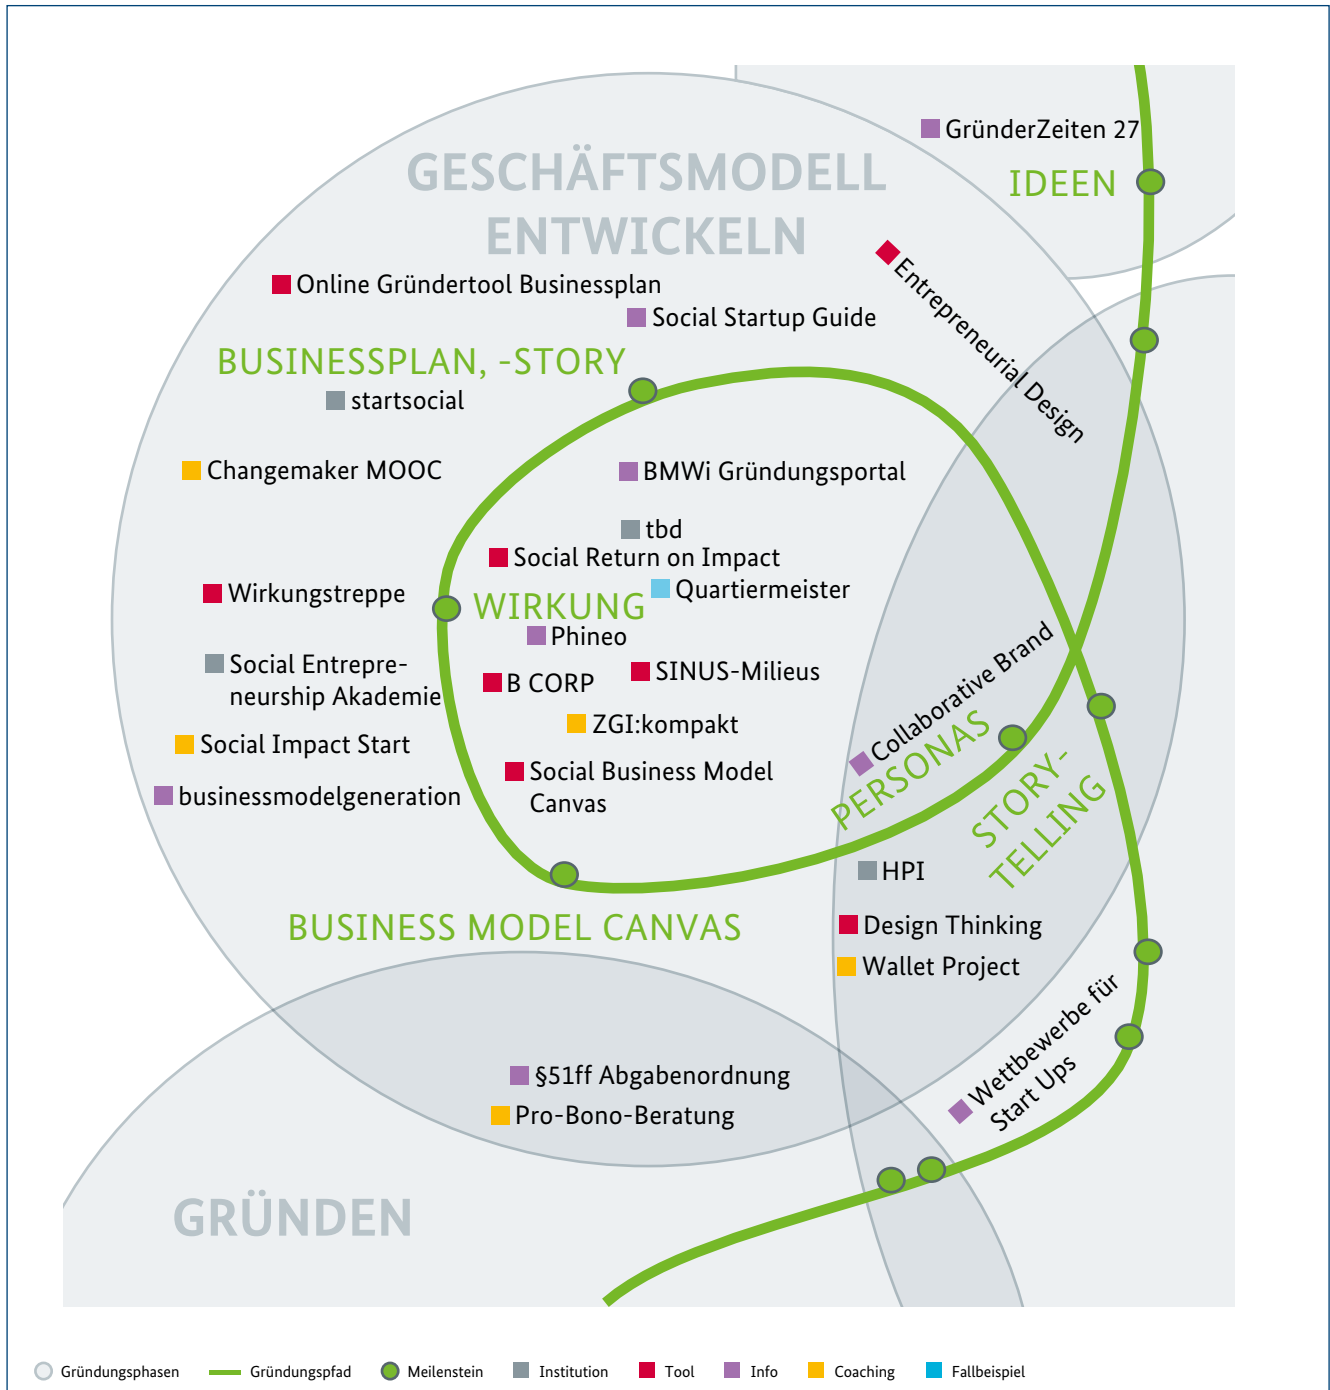 GründerZeiten 27
IDEEN
GESCHÄFTSMODELL
ENTWICKELN
Entrepreneurial Design
Online Gründertool Businessplan
Social Startup Guide
BUSINESSPLAN, -STORY
startsocial
Changemaker MOOC
BMWi Gründungsportal
tbd
Social Return on Impact
Wirkungstreppe
Quartiermeister
WIRKUNG
Phineo
Social Entrepre-
neurship Akademie
SINUS-Milieus
B CORP
ZGI:kompakt
Social Impact Start
Social Business Model
Canvas
businessmodelgeneration
Collaborative Brand
PERSONAS
STORY-
TELLING
HPI
BUSINESS MODEL CANVAS
Design Thinking
Wallet Project
Wettbewerbe für
Start Ups
§51ff Abgabenordnung
Pro-Bono-Beratung
GRÜNDEN
Gründungsphasen
Gründungspfad
Meilenstein
Institution
Tool
Info
Coaching
Fallbeispiel